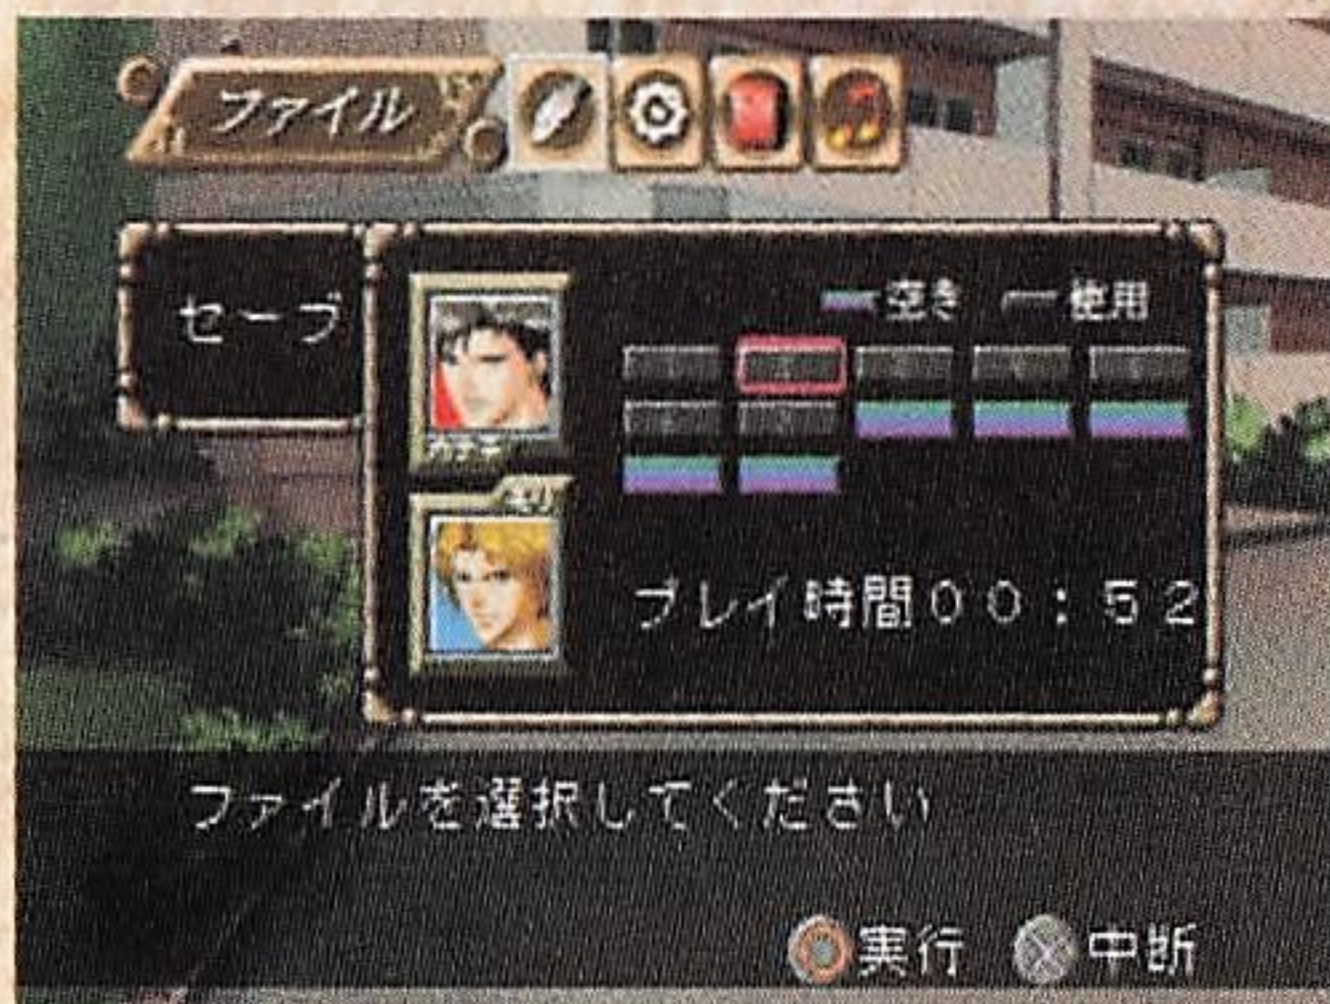 ファイル
セーブ
空き 使用
プレイ時間00:52
ファイルを選択してください
実行 中断